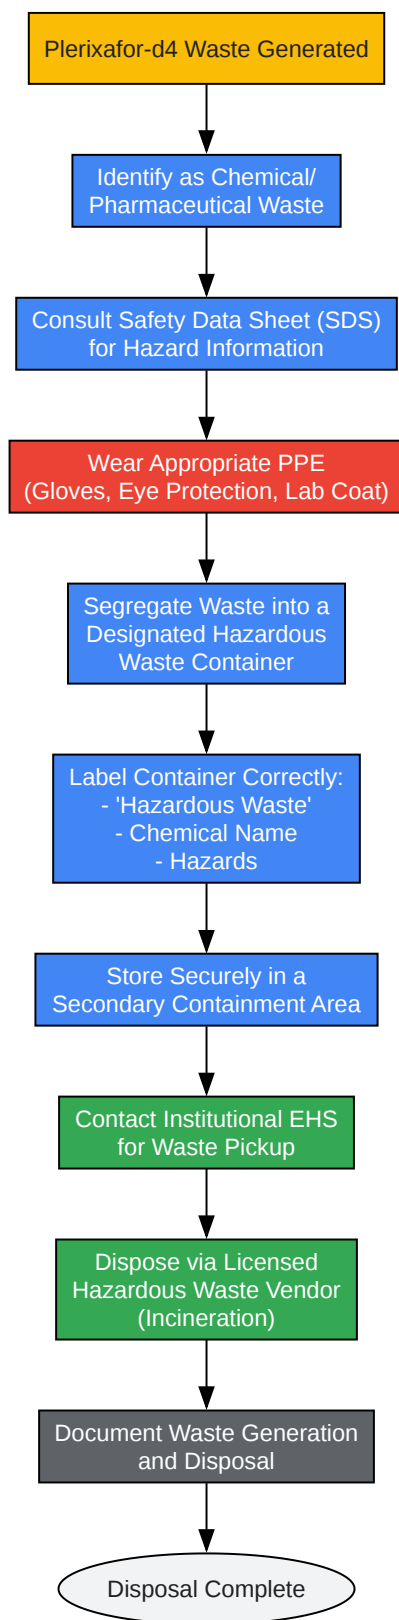 Plerixafor-d4 Waste Generated
Identify as Chemical/
Pharmaceutical Waste
Consult Safety Data Sheet (SDS)
for Hazard Information
Wear Appropriate PPE
(Gloves, Eye Protection, Lab Coat)
Segregate Waste into a
Designated Hazardous
Waste Container
Label Container Correctly:
- 'Hazardous Waste'
- Chemical Name
- Hazards
Store Securely in a
Secondary Containment Area
Contact Institutional EHS
for Waste Pickup
Dispose via Licensed
Hazardous Waste Vendor
(Incineration)
Document Waste Generation
and Disposal
Disposal Complete